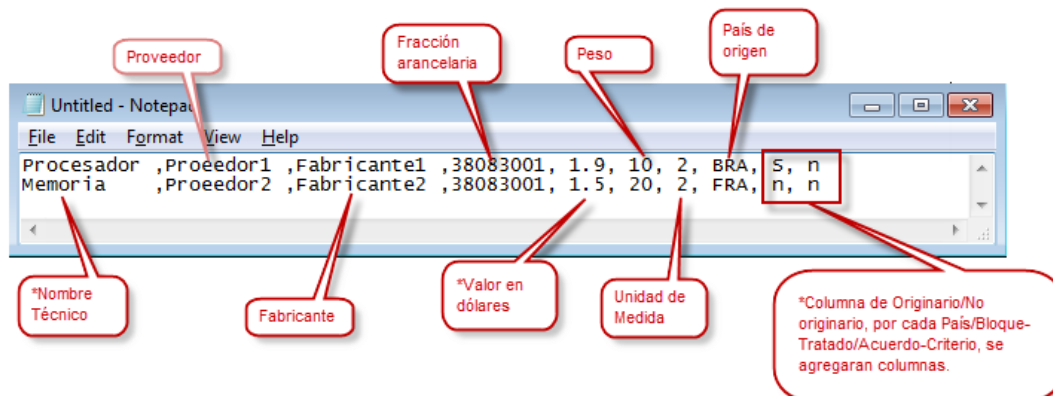 Proveedor
Fracción
arancelaria
Peso
País de
origen
Untitled - Notepad
File Edit Format View Help
Procesador ,Proeedor1 ,Fabricante1 ,38083001, 1.9, 10, 2, BRA, S, n
Memoria ,Proeedor2 ,Fabricante2 ,38083001, 1.5, 20, 2, FRA, n, n
*Nombre
Técnico
Fabricante
*Valor en
dólares
Unidad de
Medida
*Columna de Originario/No
originario, por cada País/Bloque-
Tratado/Acuerdo-Criterio, se
agregaran columnas.